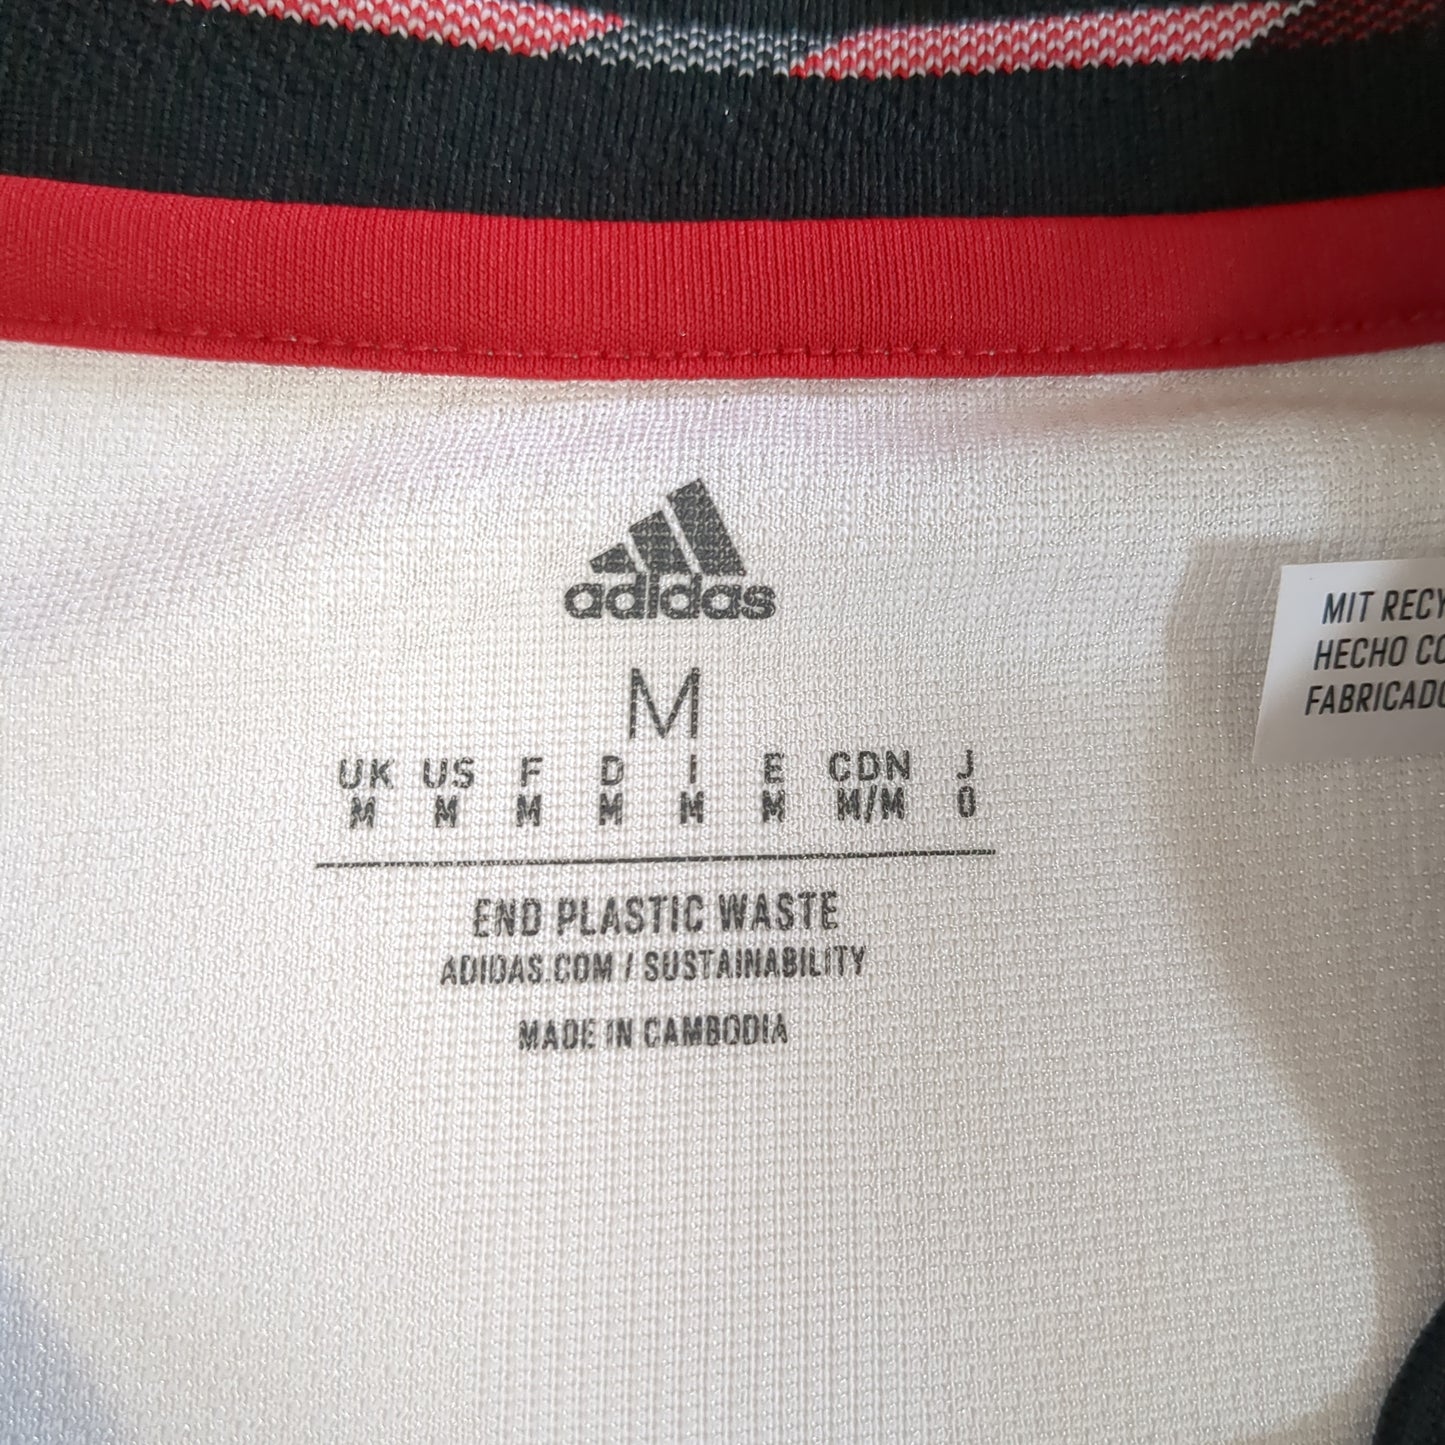 adidas
M
UK US F D I E CDN J
M M M M M M M/M O
END PLASTIC WASTE
ADIDAS.COM / SUSTAINABILITY
MADE IN CAMBODIA
MIT RECY
HECHO CO
FABRICADO